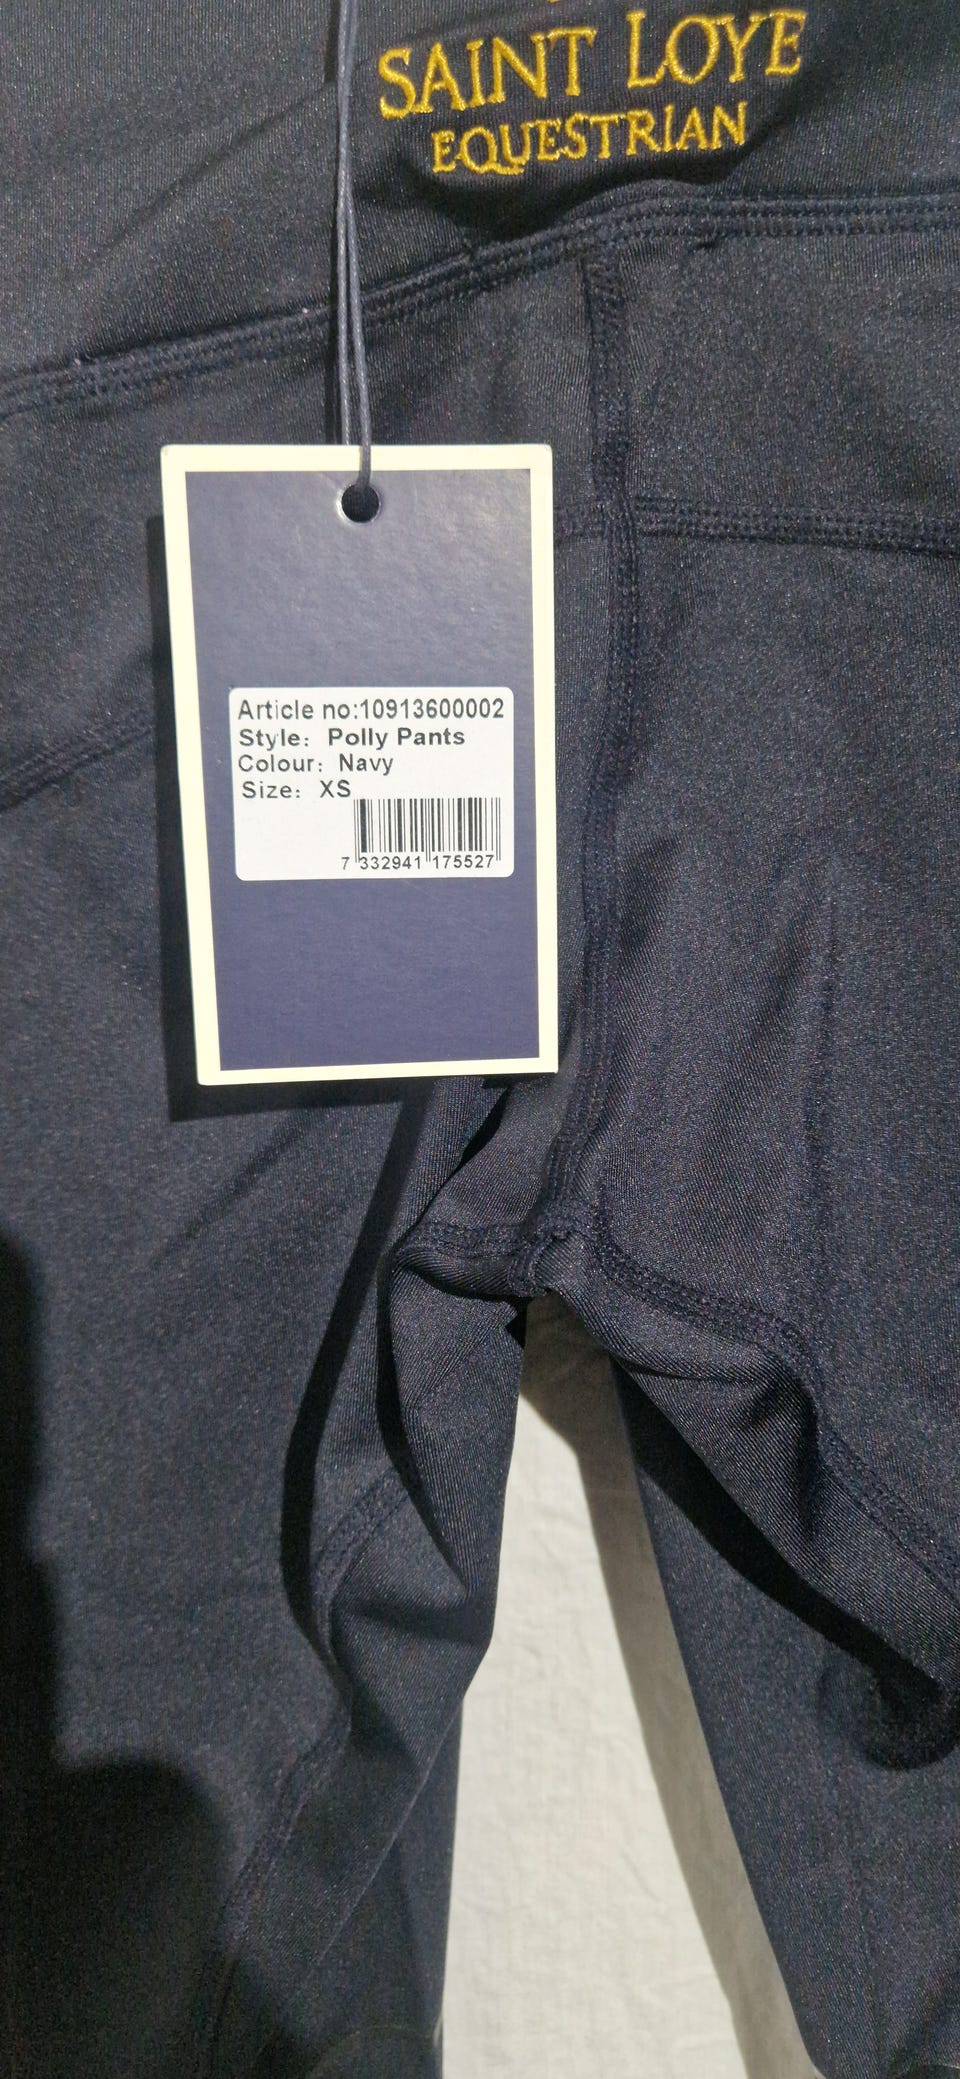 SAINT LOYE
EQUESTRIAN
Article no:10913600002
Style: Polly Pants
Colour: Navy
Size: XS
7 332941 175527